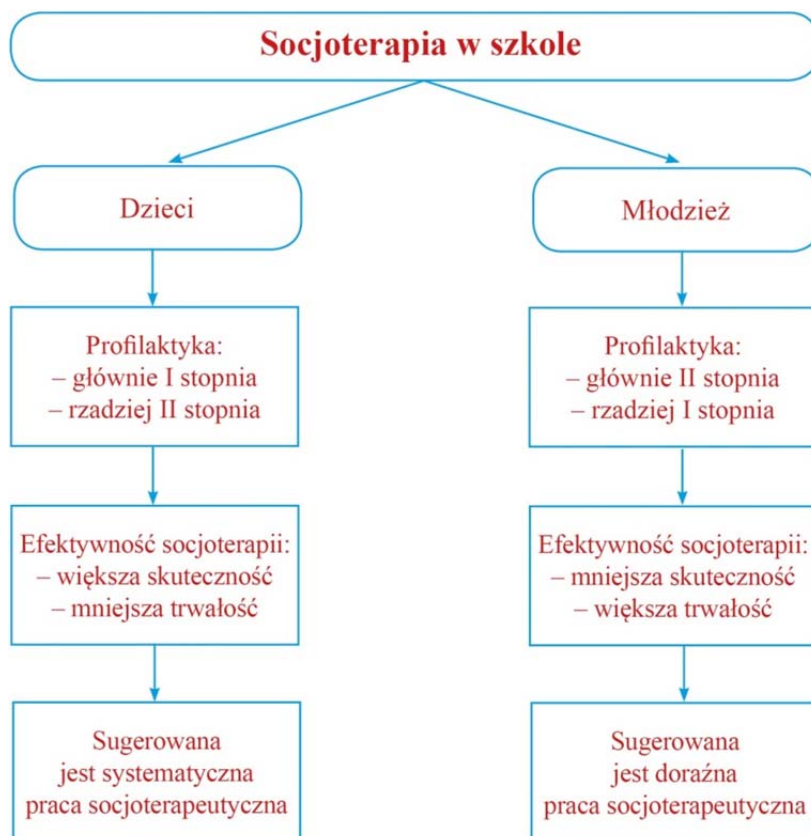 Socjoterapia w szkole
Dzieci
Młodzież
Profilaktyka:
– głównie I stopnia
– rzadziej II stopnia
Profilaktyka:
– głównie II stopnia
– rzadziej I stopnia
Efektywność socjoterapii:
– większa skuteczność
– mniejsza trwałość
Efektywność socjoterapii:
– mniejsza skuteczność
– większa trwałość
Sugerowana
jest systematyczna
praca socjoterapeutyczna
Sugerowana
jest doraźna
praca socjoterapeutyczna